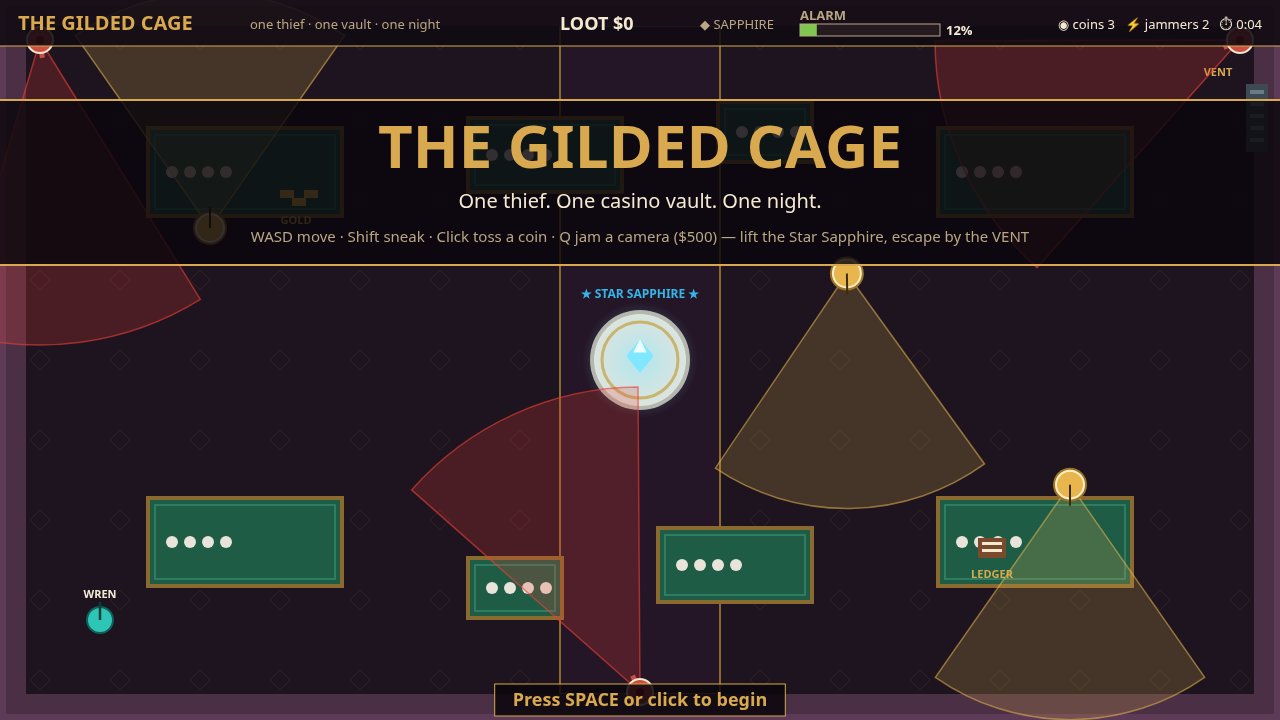 THE GILDED CAGE
one thief · one vault · one night
LOOT $0
◆ SAPPHIRE
ALARM
12%
◉ coins 3 ⚡ jammers 2 ⏱ 0:04
VENT
THE GILDED CAGE
One thief. One casino vault. One night.
GOLD
WASD move · Shift sneak · Click toss a coin · Q jam a camera ($500) — lift the Star Sapphire, escape by the VENT
★ STAR SAPPHIRE ★
LEDGER
WREN
Press SPACE or click to begin